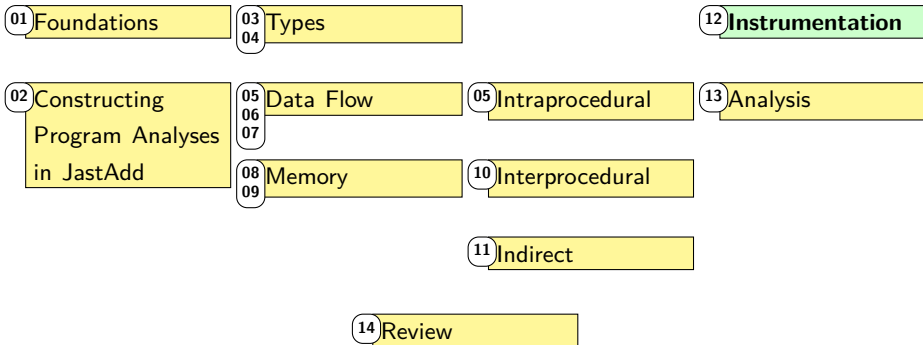 01 Foundations
03 Types
04
12 Instrumentation
02 Constructing
Program Analyses
in JastAdd
05 Data Flow
06
07
05 Intraprocedural
13 Analysis
08 Memory
09
10 Interprocedural
11 Indirect
14 Review